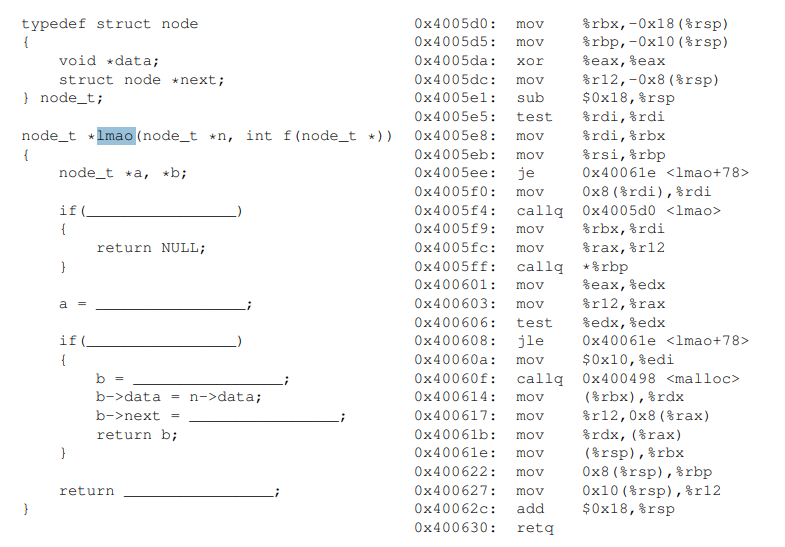 typedef struct node
{
    void *data;
    struct node *next;
} node_t;

node_t *lmao(node_t *n, int f(node_t *))
{
    node_t *a, *b;

    if(________________)
    {
        return NULL;
    }

    a = ________________;

    if(________________)
    {
        b = ________________;
        b->data = n->data;
        b->next = ________________;
        return b;
    }

    return ________________;
}
0x4005d0:  mov    %rbx,-0x18(%rsp)
0x4005d5:  mov    %rbp,-0x10(%rsp)
0x4005da:  xor    %eax,%eax
0x4005dc:  mov    %r12,-0x8(%rsp)
0x4005e1:  sub    $0x18,%rsp
0x4005e5:  test   %rdi,%rdi
0x4005e8:  mov    %rdi,%rbx
0x4005eb:  mov    %rsi,%rbp
0x4005ee:  je     0x40061e <lmao+78>
0x4005f0:  mov    0x8(%rdi),%rdi
0x4005f4:  callq  0x4005d0 <lmao>
0x4005f9:  mov    %rbx,%rdi
0x4005fc:  mov    %rax,%r12
0x4005ff:  callq  *%rbp
0x400601:  mov    %eax,%edx
0x400603:  mov    %r12,%rax
0x400606:  test   %edx,%edx
0x400608:  jle    0x40061e <lmao+78>
0x40060a:  mov    $0x10,%edi
0x40060f:  callq  0x400498 <malloc>
0x400614:  mov    (%rbx),%rdx
0x400617:  mov    %r12,0x8(%rax)
0x40061b:  mov    %rdx,(%rax)
0x40061e:  mov    (%rsp),%rbx
0x400622:  mov    0x8(%rsp),%rbp
0x400627:  mov    0x10(%rsp),%r12
0x40062c:  add    $0x18,%rsp
0x400630:  retq